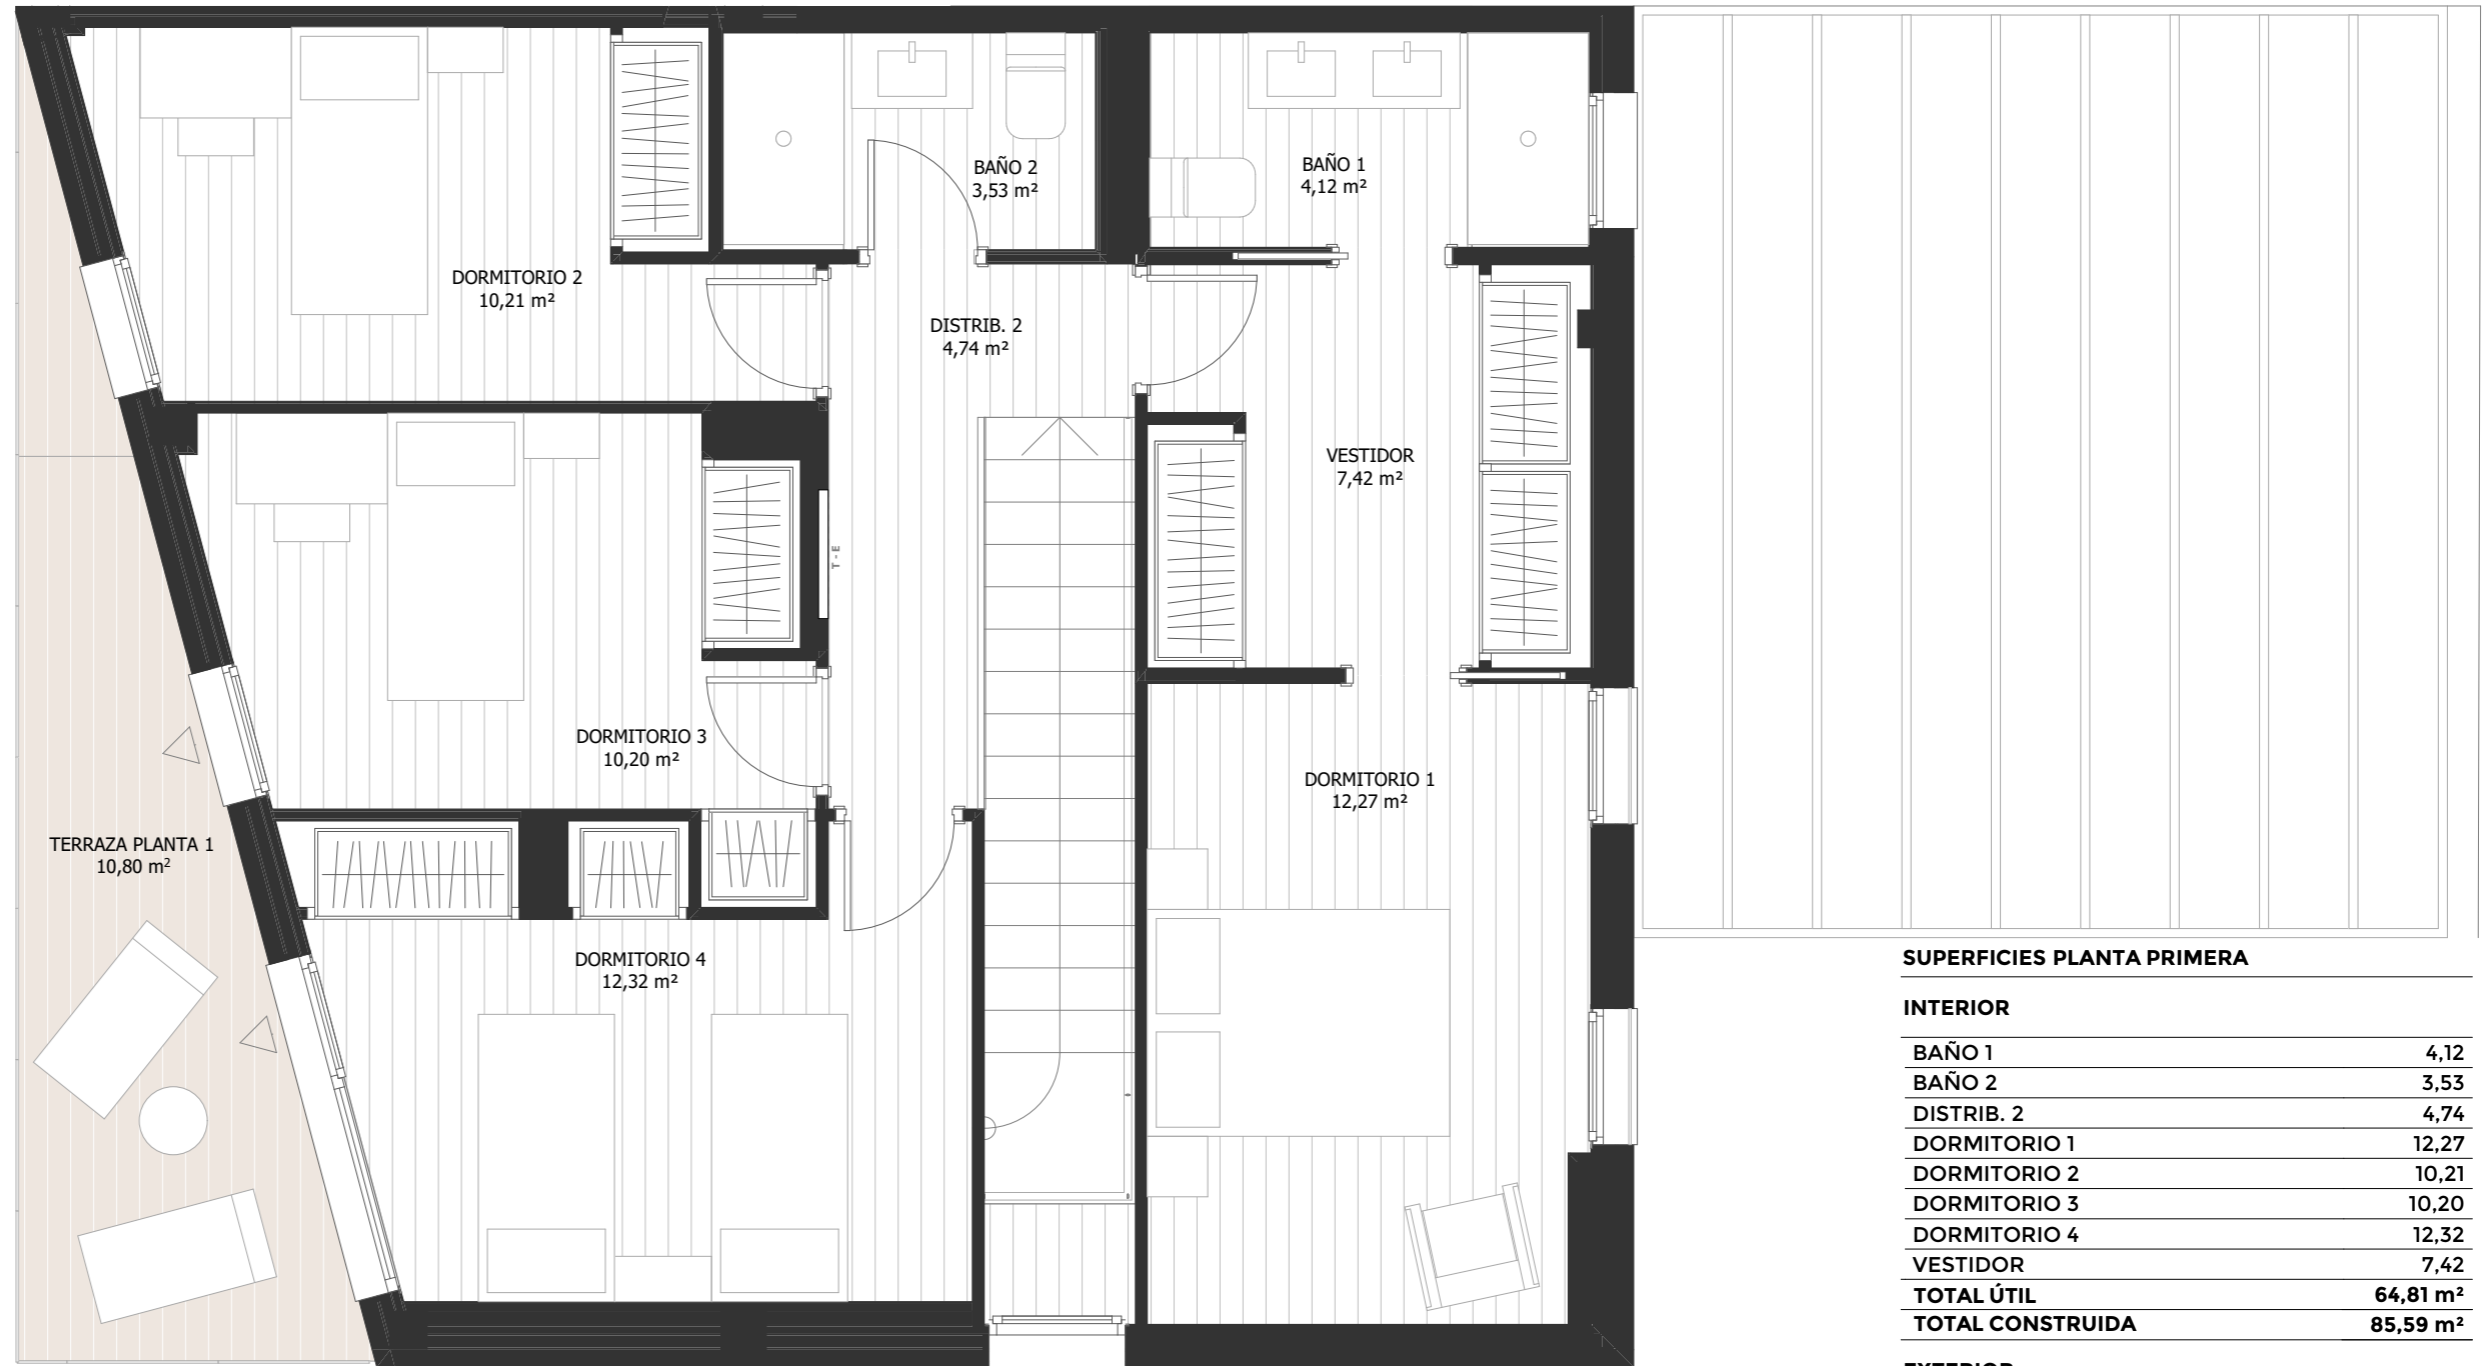 BAÑO 2
3,53 m²
BAÑO 1
4,12 m²
DORMITORIO 2
10,21 m²
DISTRIB. 2
4,74 m²
VESTIDOR
7,42 m²
T - E
DORMITORIO 3
10,20 m²
DORMITORIO 1
12,27 m²
TERRAZA PLANTA 1
10,80 m²
DORMITORIO 4
12,32 m²
SUPERFICIES PLANTA PRIMERA
INTERIOR
BAÑO 1 4,12
BAÑO 2 3,53
DISTRIB. 2 4,74
DORMITORIO 1 12,27
DORMITORIO 2 10,21
DORMITORIO 3 10,20
DORMITORIO 4 12,32
VESTIDOR 7,42
TOTAL ÚTIL 64,81 m²
TOTAL CONSTRUIDA 85,59 m²
EXTERIOR